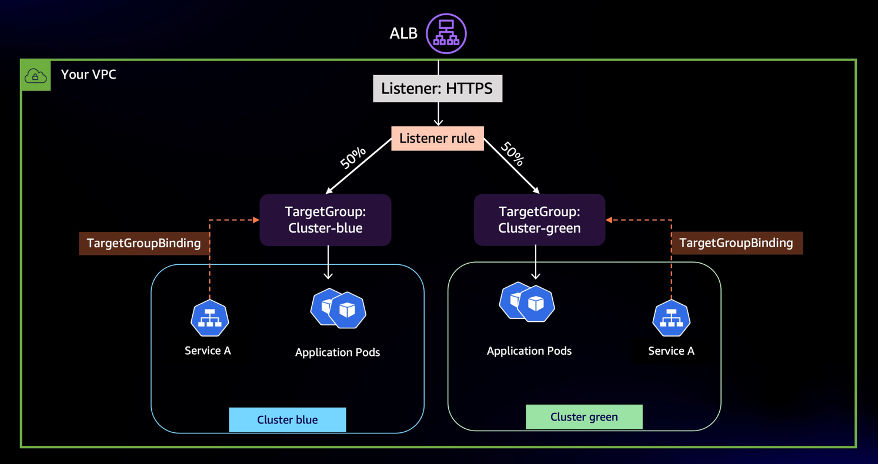 ALB
Your VPC
Listener: HTTPS
Listener rule
50%
50%
TargetGroup:
Cluster-blue
TargetGroup:
Cluster-green
TargetGroupBinding
TargetGroupBinding
Service A
Application Pods
Application Pods
Service A
Cluster blue
Cluster green